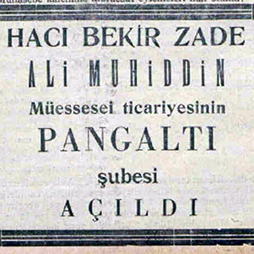 HACI BEKİR ZADE
ALİ MUHİDDİN
Müessesei ticariyesinin
PANGALTI
şubesi
AÇILDI